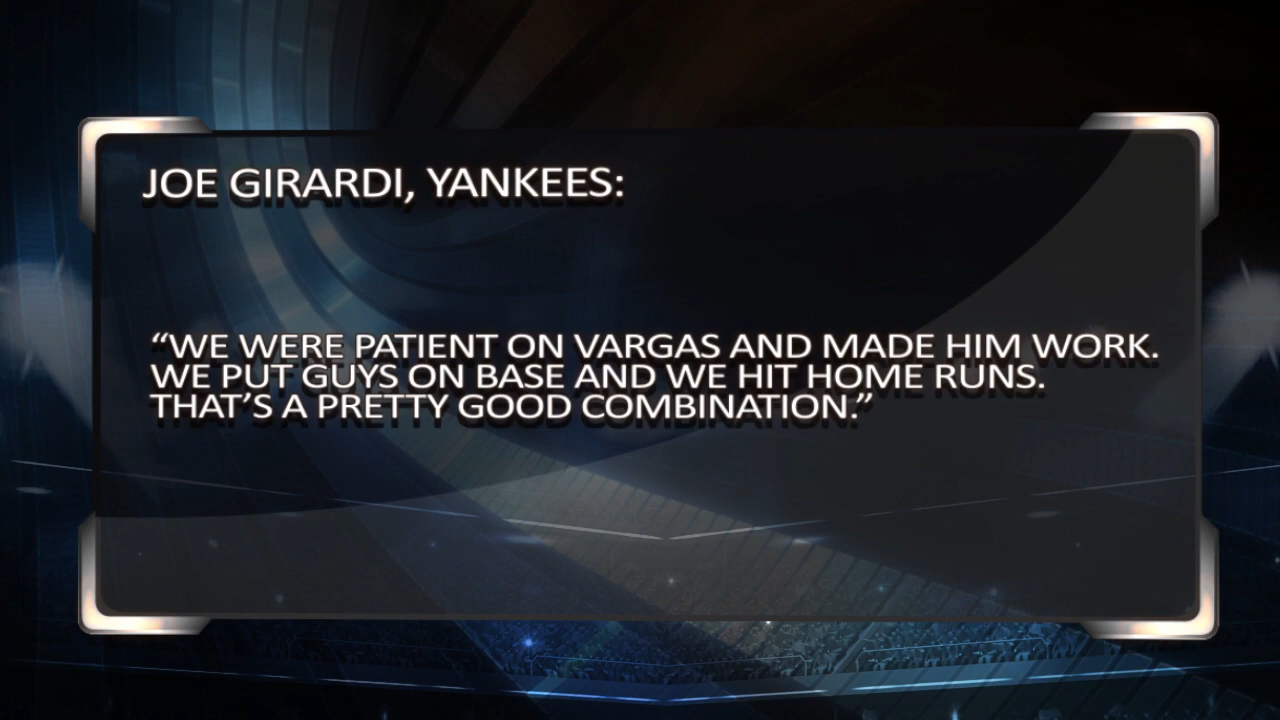 JOE GIRARDI, YANKEES:
“WE WERE PATIENT ON VARGAS AND MADE HIM WORK.
WE PUT GUYS ON BASE AND WE HIT HOME RUNS.
THAT’S A PRETTY GOOD COMBINATION.”